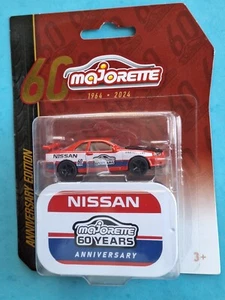 60
majORETTE
1964 - 2024
ANNIVERSARY EDITION
NISSAN
NISSAN
majORETTE
60 YEARS
ANNIVERSARY
3+